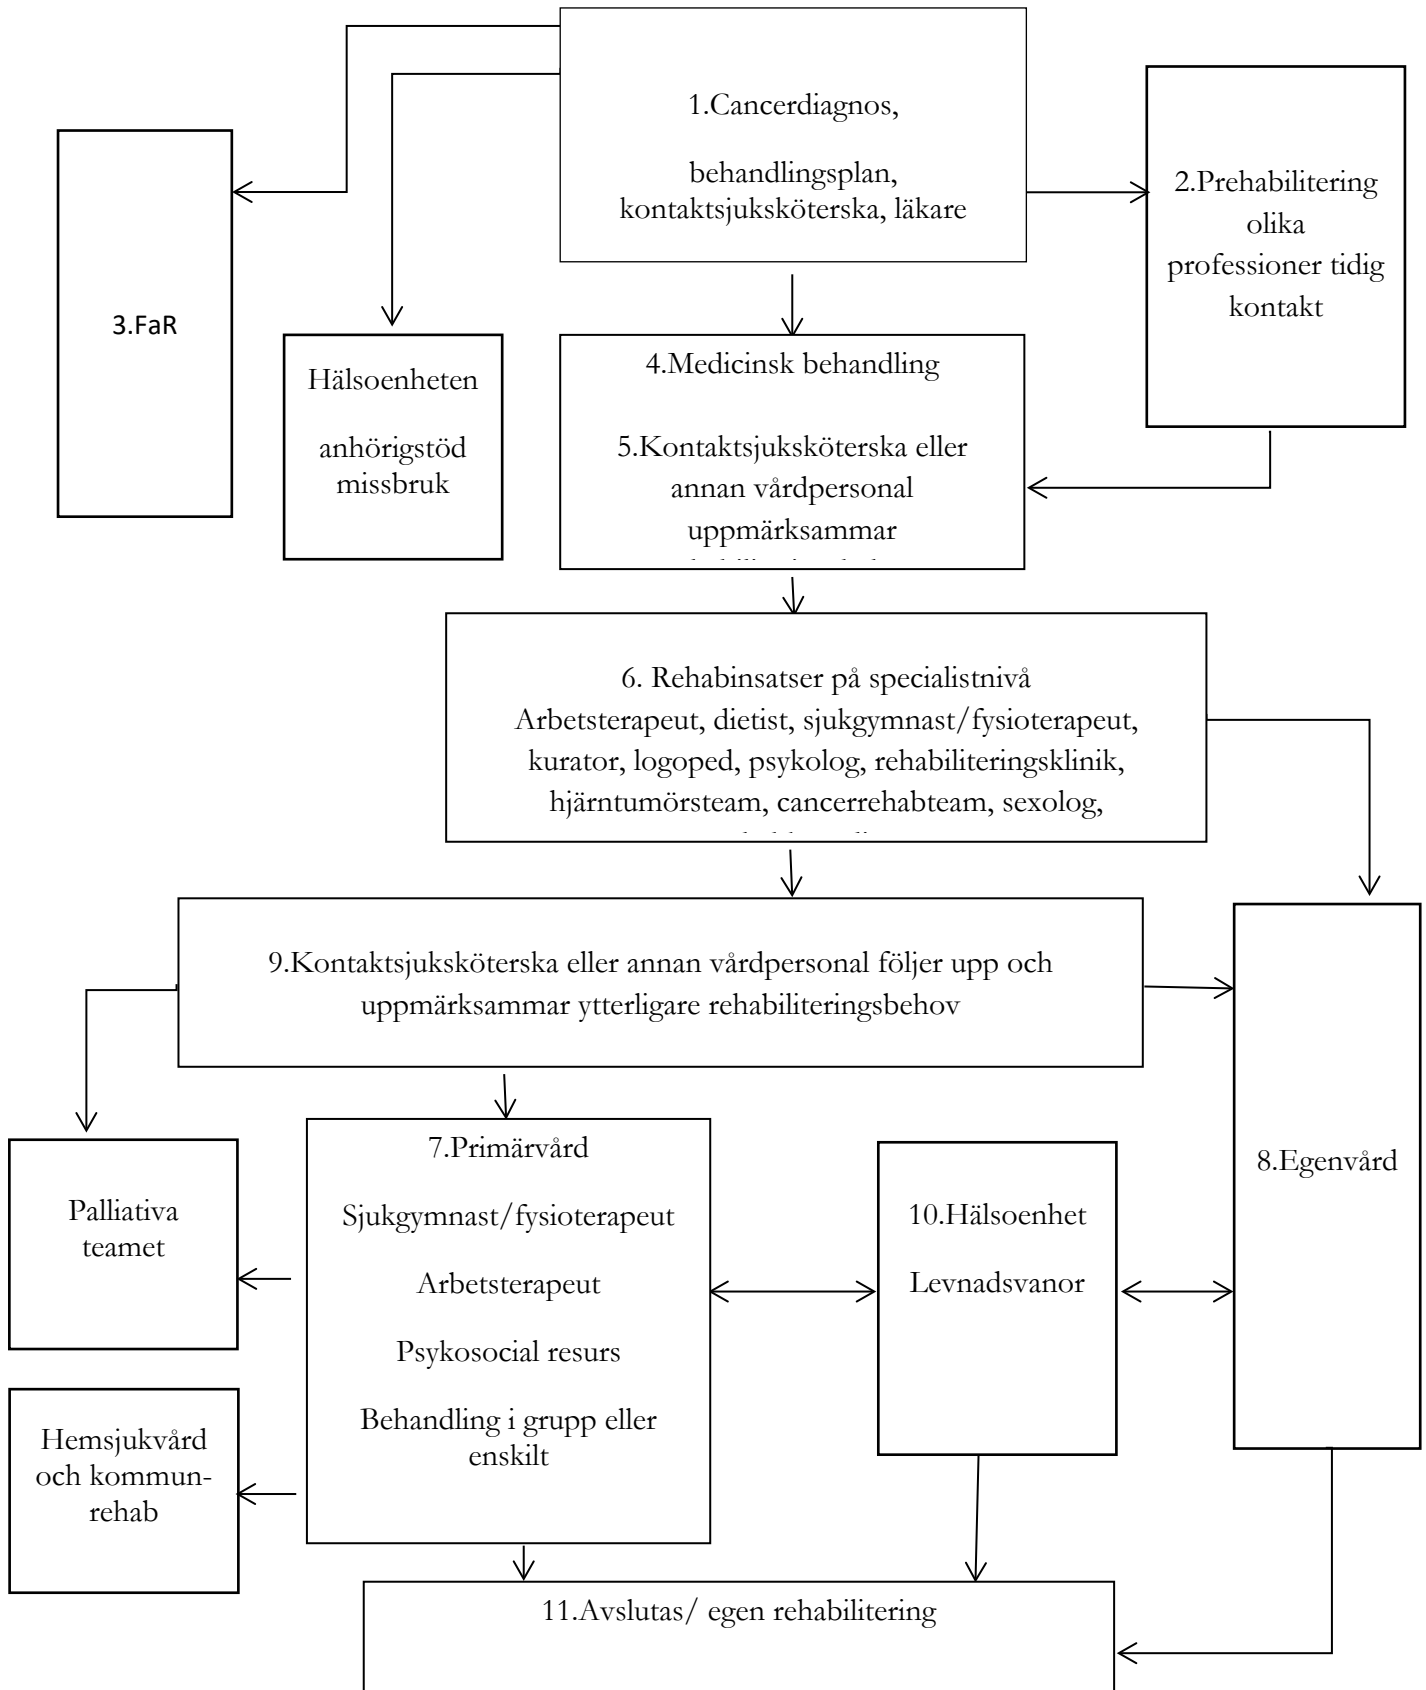 1.Cancerdiagnos,
behandlingsplan,
kontaktsjuksköterska, läkare
2.Prehabilitering
olika
professioner tidig
kontakt
3.FaR
Hälsoenheten
anhörigstöd
missbruk
4.Medicinsk behandling
5.Kontaktsjuksköterska eller
annan vårdpersonal
uppmärksammar
6. Rehabinsatser på specialistnivå
Arbetsterapeut, dietist, sjukgymnast/fysioterapeut,
kurator, logoped, psykolog, rehabiliteringsklinik,
hjärntumörsteam, cancerrehabteam, sexolog,
9.Kontaktsjuksköterska eller annan vårdpersonal följer upp och
uppmärksammar ytterligare rehabiliteringsbehov
Palliativa
teamet
7.Primärvård
Sjukgymnast/fysioterapeut
Arbetsterapeut
Psykosocial resurs
Behandling i grupp eller
enskilt
10.Hälsoenhet
Levnadsvanor
8.Egenvård
Hemsjukvård
och kommun-
rehab
11.Avslutas/ egen rehabilitering